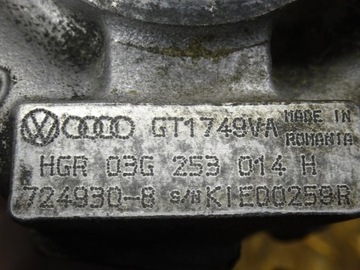 GT1749VA MADE IN ROMANIA
HGR 03G 253 014 H
724930-8 S/N KIE00259R